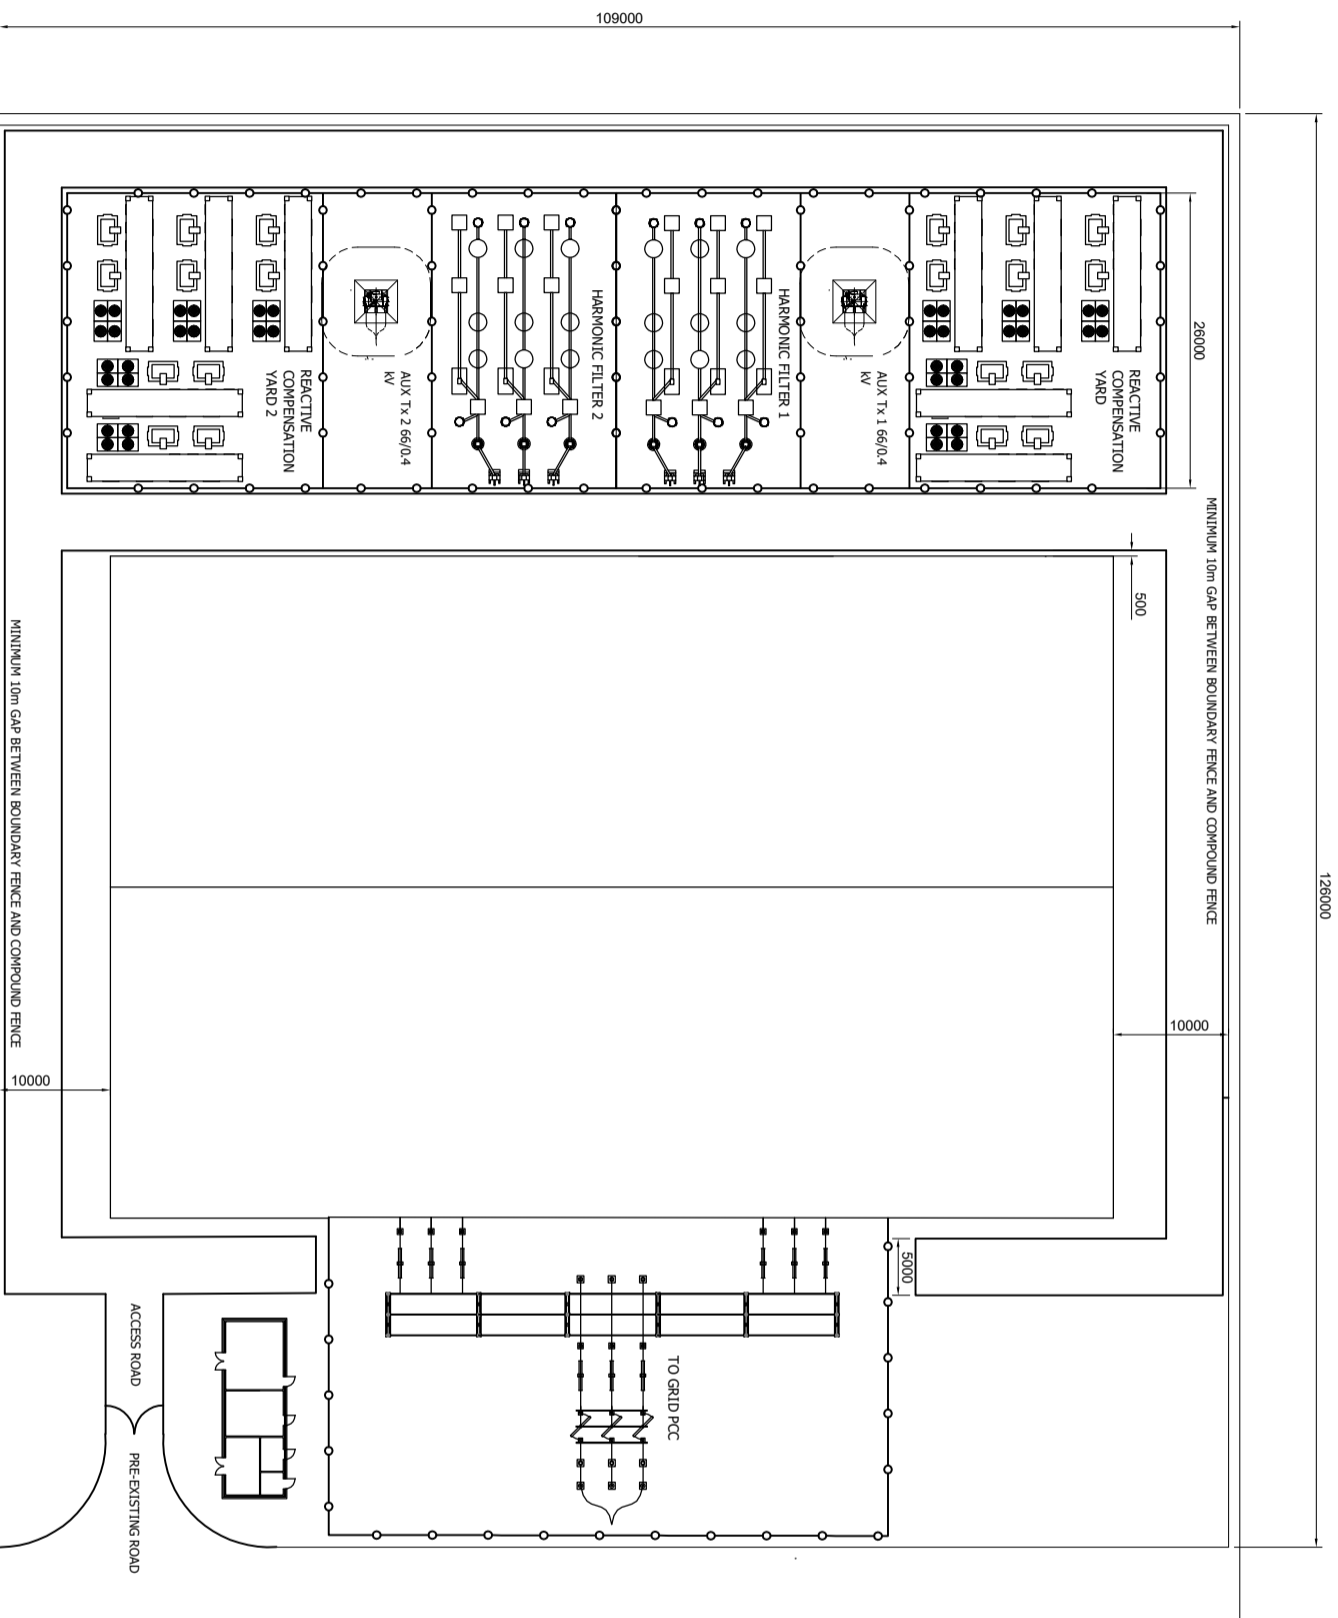 109000
126000
26000
REACTIVE
COMPENSATION
YARD
AUX Tx 1 66/0.4
kV
HARMONIC FILTER 1
HARMONIC FILTER 2
AUX Tx 2 66/0.4
kV
REACTIVE
COMPENSATION
YARD 2
MINIMUM 10m GAP BETWEEN BOUNDARY FENCE AND COMPOUND FENCE
500
10000
MINIMUM 10m GAP BETWEEN BOUNDARY FENCE AND COMPOUND FENCE
10000
5000
TO GRID PCC
ACCESS ROAD
PRE-EXISTING ROAD